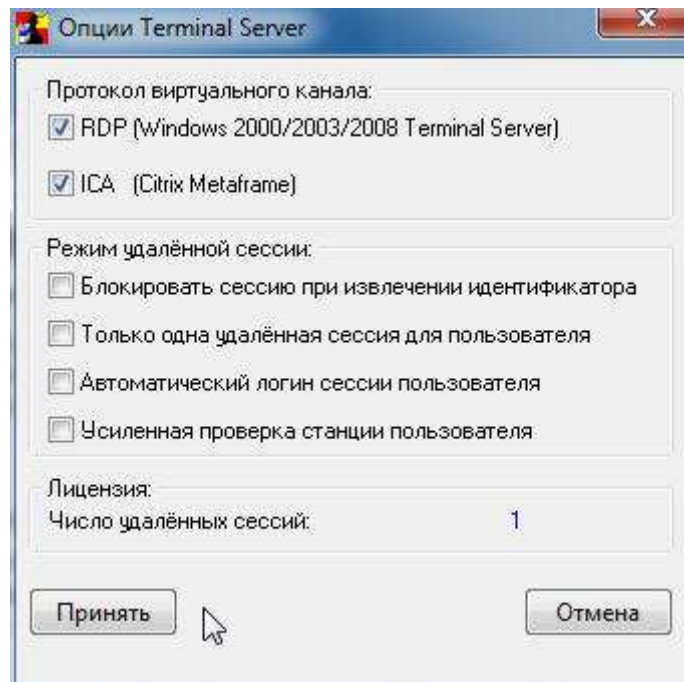 Опции Terminal Server
Протокол виртуального канала:
RDP (Windows 2000/2003/2008 Terminal Server)
ICA (Citrix Metaframe)
Режим удалённой сессии:
Блокировать сессию при извлечении идентификатора
Только одна удалённая сессия для пользователя
Автоматический логин сессии пользователя
Усиленная проверка станции пользователя
Лицензия:
Число удалённых сессий: 1
Принять Отмена